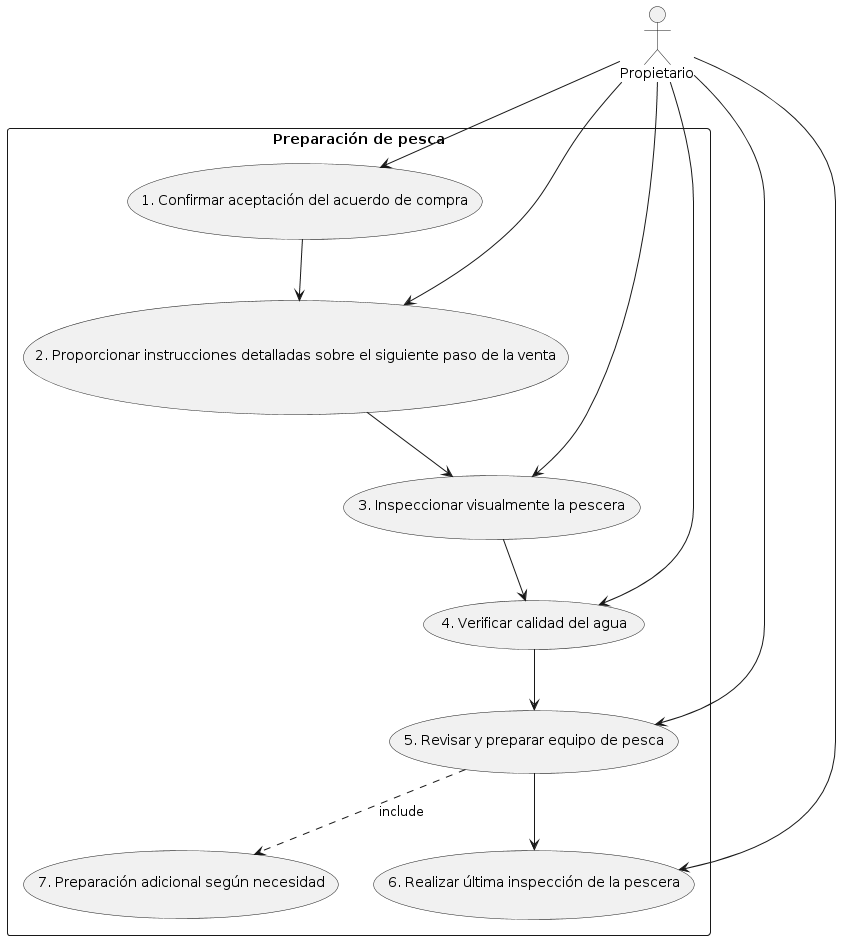 Propietario
Preparación de pesca
1. Confirmar aceptación del acuerdo de compra
2. Proporcionar instrucciones detalladas sobre el siguiente paso de la venta
3. Inspeccionar visualmente la pescera
4. Verificar calidad del agua
5. Revisar y preparar equipo de pesca
include
7. Preparación adicional según necesidad
6. Realizar última inspección de la pescera